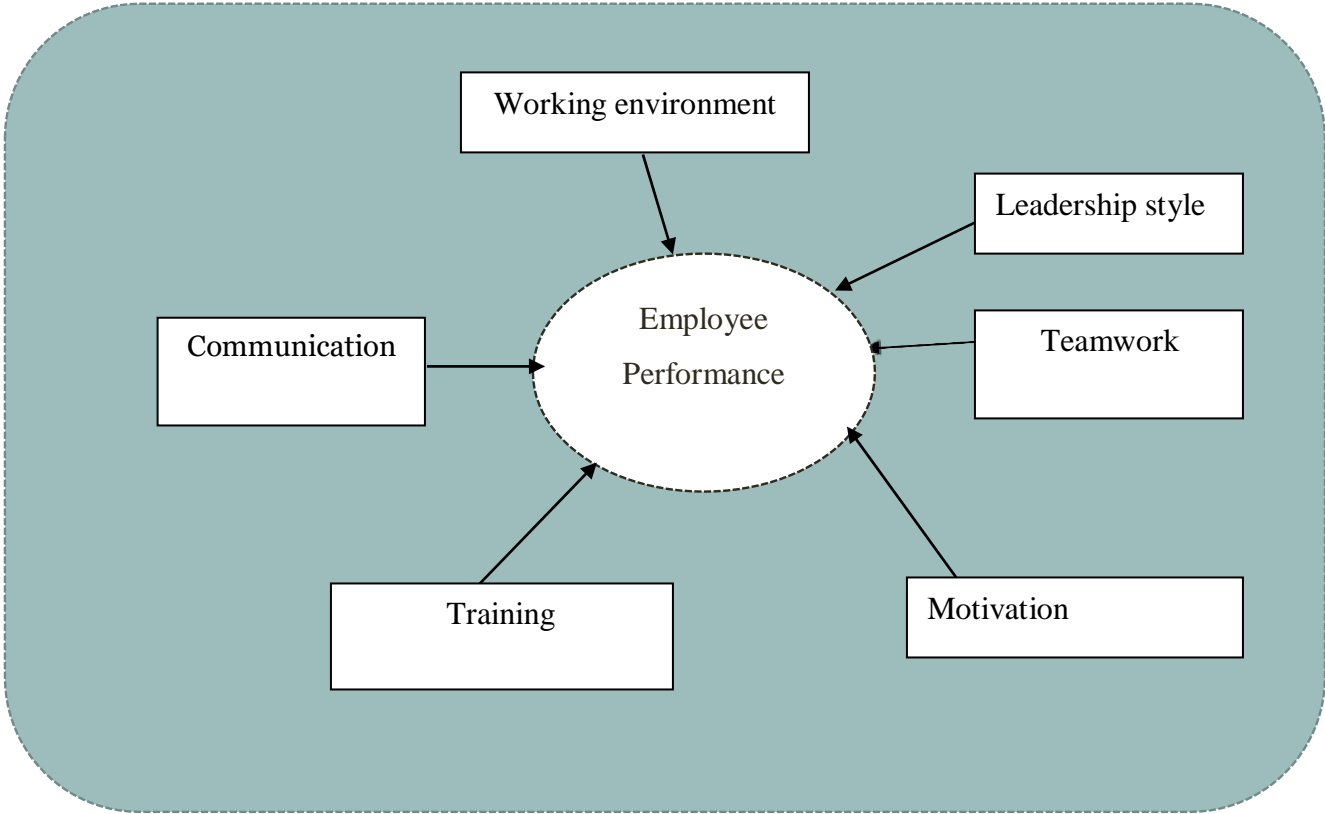 Working environment
Leadership style
Employee
Performance
Teamwork
Communication
Training
Motivation